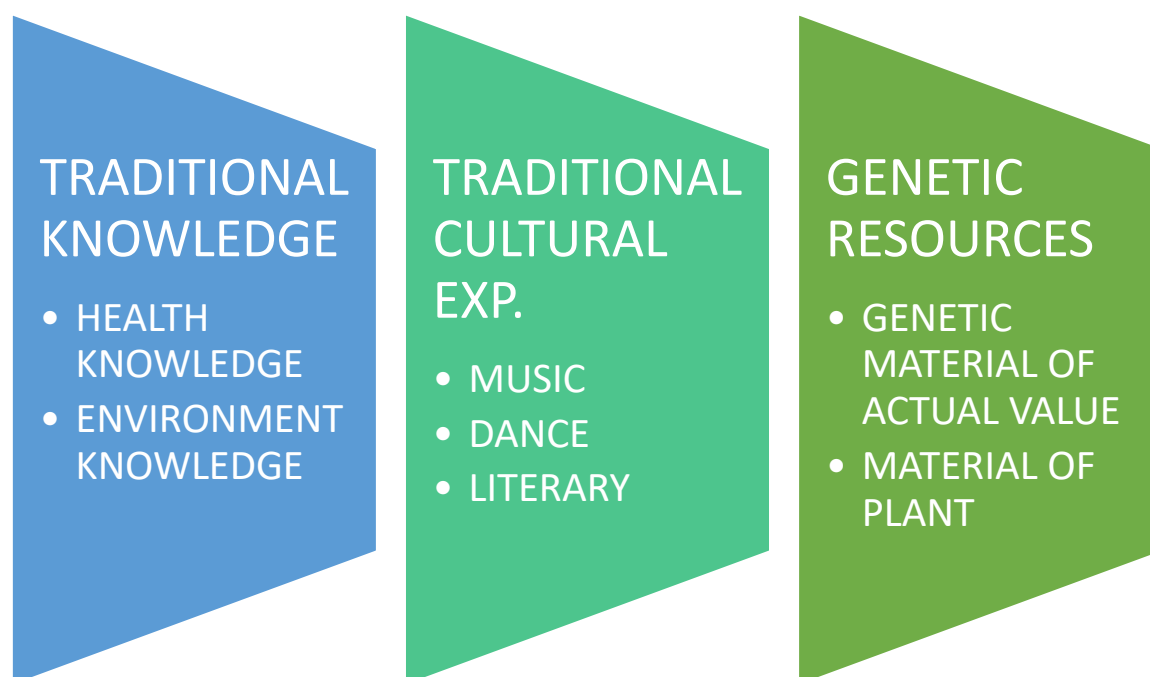 TRADITIONAL
KNOWLEDGE
• HEALTH
KNOWLEDGE
• ENVIRONMENT
KNOWLEDGE
TRADITIONAL
CULTURAL
EXP.
• MUSIC
• DANCE
• LITERARY
GENETIC
RESOURCES
• GENETIC
MATERIAL OF
ACTUAL VALUE
• MATERIAL OF
PLANT